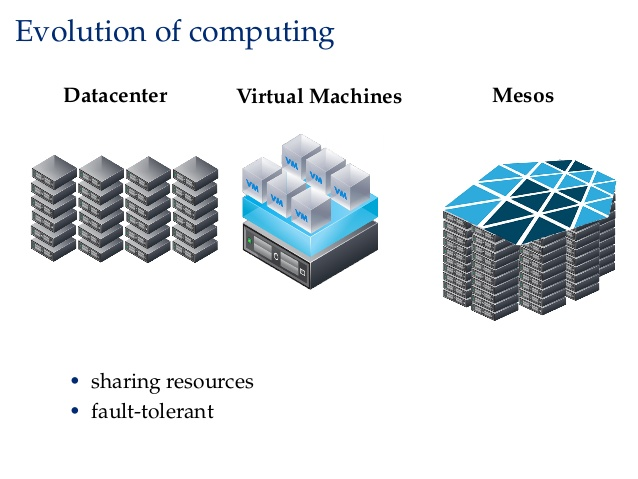 Evolution of computing
Datacenter
Virtual Machines
Mesos
VM
VM
VM
VM
VM
VM
• sharing resources
• fault-tolerant